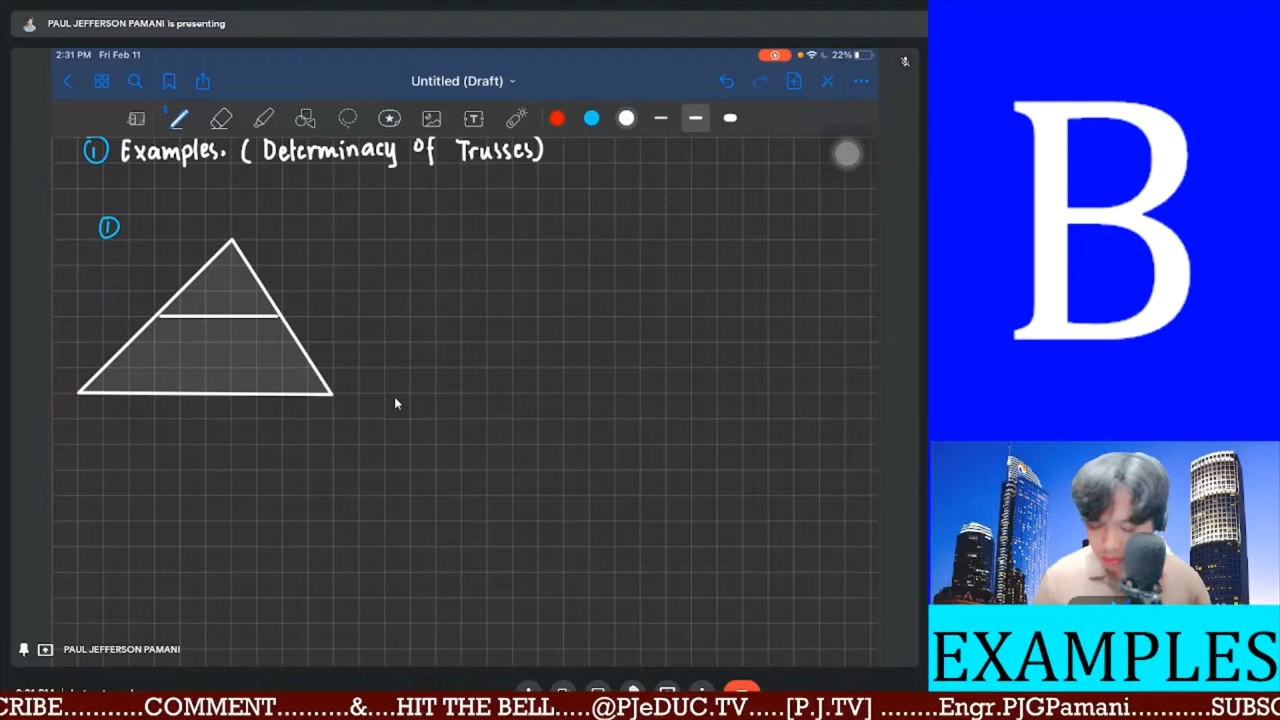 PAUL JEFFERSON PAMANI is presenting
2:31 PM Fri Feb 11
22%
Untitled (Draft)
T
1 Examples. ( Determinacy of Trusses)
1
B
PAUL JEFFERSON PAMANI
EXAMPLES
CRIBE..........COMMENT.........&...HIT THE BELL....@PJeDUC.TV.....[P.J.TV] .......Engr.PJGPamani..............SUBSC